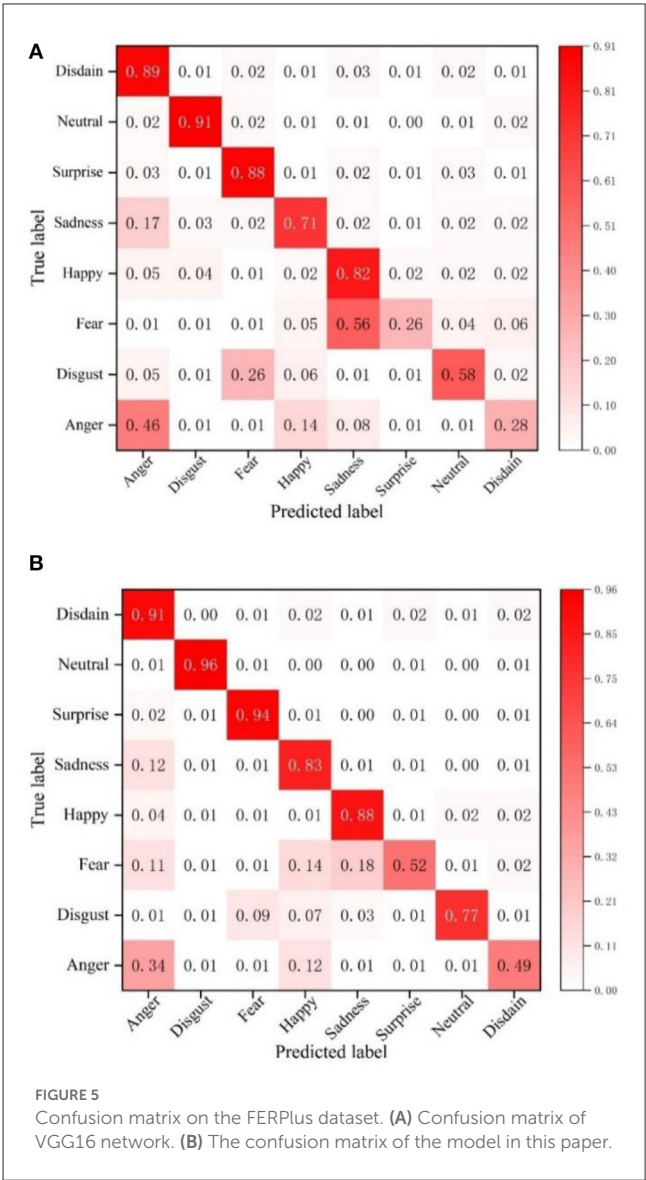 A
Disdain 0.89 0.01 0.02 0.01 0.03 0.01 0.02 0.01
Neutral 0.02 0.91 0.02 0.01 0.01 0.00 0.01 0.02
Surprise 0.03 0.01 0.88 0.01 0.02 0.01 0.03 0.01
Sadness 0.17 0.03 0.02 0.71 0.02 0.01 0.02 0.02
Happy 0.05 0.04 0.01 0.02 0.82 0.02 0.02 0.02
Fear 0.01 0.01 0.01 0.05 0.56 0.26 0.04 0.06
Disgust 0.05 0.01 0.26 0.06 0.01 0.01 0.58 0.02
Anger 0.46 0.01 0.01 0.14 0.08 0.01 0.01 0.28
True label
Anger Disgust Fear Happy Sadness Surprise Neutral Disdain
Predicted label
0.91
0.81
0.71
0.61
0.51
0.40
0.30
0.20
0.10
0.00
B
Disdain 0.91 0.00 0.01 0.02 0.01 0.02 0.01 0.02
Neutral 0.01 0.96 0.01 0.00 0.00 0.01 0.00 0.01
Surprise 0.02 0.01 0.94 0.01 0.00 0.01 0.00 0.01
Sadness 0.12 0.01 0.01 0.83 0.01 0.01 0.00 0.01
Happy 0.04 0.01 0.01 0.01 0.88 0.01 0.02 0.02
Fear 0.11 0.01 0.01 0.14 0.18 0.52 0.01 0.02
Disgust 0.01 0.01 0.09 0.07 0.03 0.01 0.77 0.01
Anger 0.34 0.01 0.01 0.12 0.01 0.01 0.01 0.49
True label
Anger Disgust Fear Happy Sadness Surprise Neutral Disdain
Predicted label
0.96
0.85
0.75
0.64
0.53
0.43
0.32
0.21
0.11
0.00
FIGURE 5
Confusion matrix on the FERPlus dataset. (A) Confusion matrix of
VGG16 network. (B) The confusion matrix of the model in this paper.